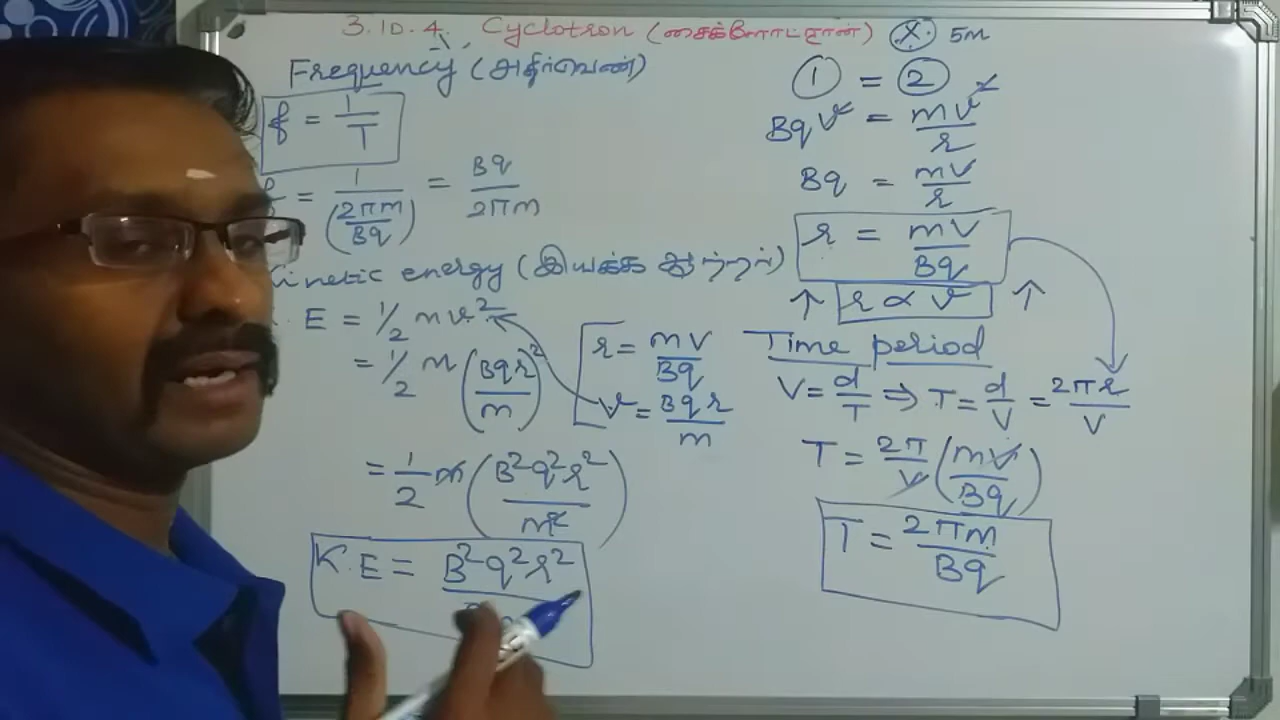 3.10.4. Cyclotron (சைக்ளோட்ரான்) (X) 5m
Frequency (அதிர்வெண்)
f = 1/T
= 1/(2πm/Bq) = Bq/2πm
Kinetic energy (இயக்க ஆற்றல்)
. E = 1/2 mv²
= 1/2 m (Bqr/m)²
= 1/2 m (B²q²r²/m²)
K.E = B²q²r²
r = mV/Bq
v = Bqr/m
① = ②
Bqv = mv²/r
Bq = mV/r
r = mV/Bq
↑ r ∝ v ↑
Time period
V = d/T ⇒ T = d/V = 2πr/V
T = 2π/V (mV/Bq)
T = 2πm/Bq